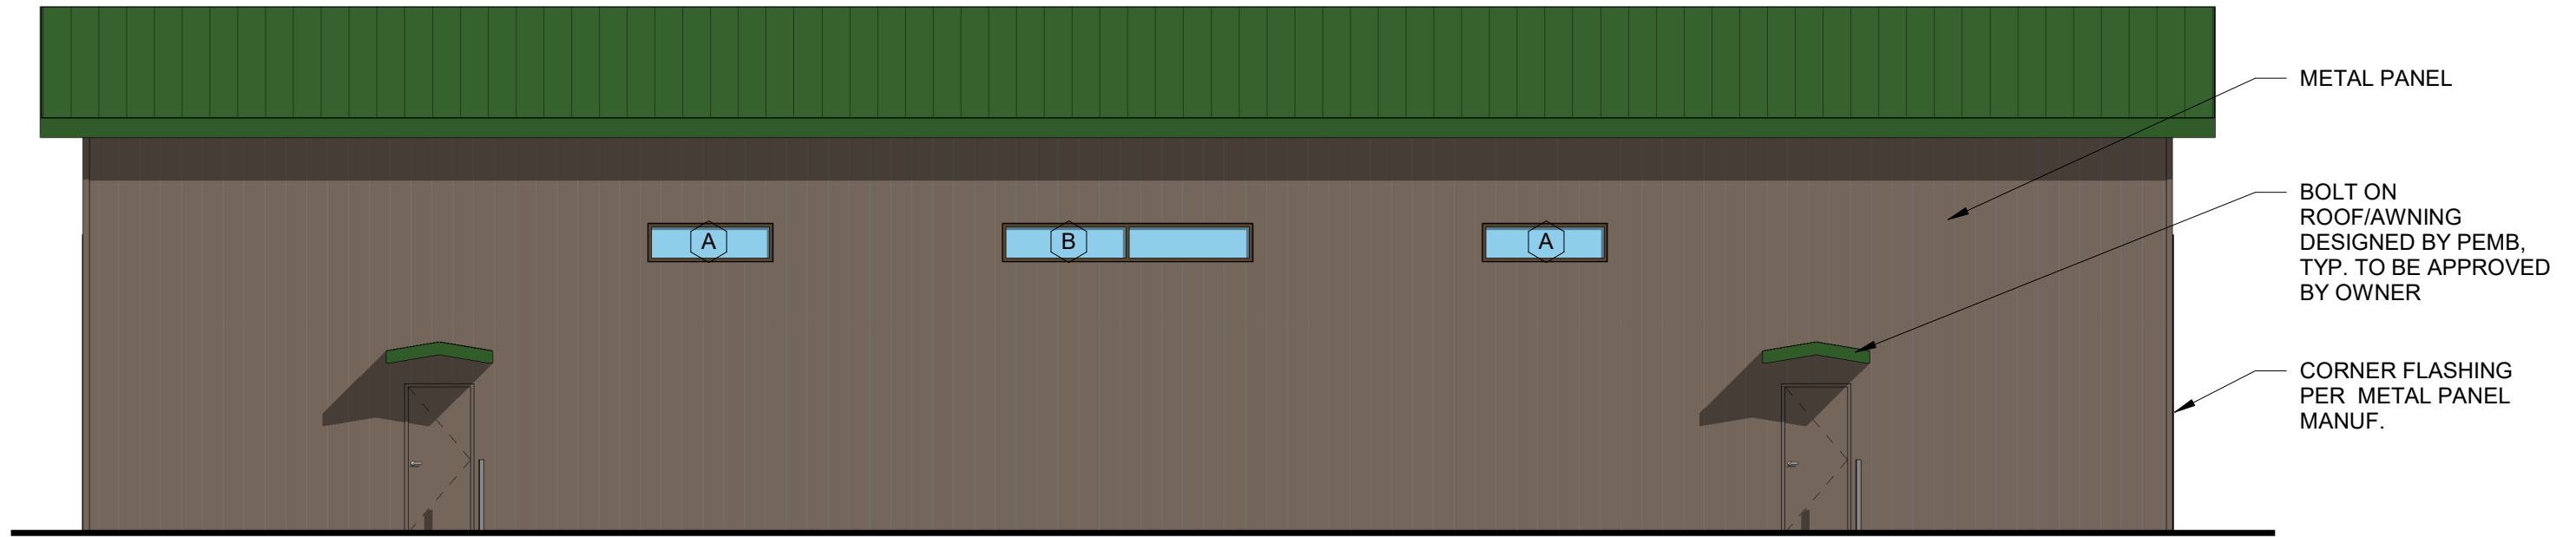 METAL PANEL
BOLT ON
ROOF/AWNING
DESIGNED BY PEMB,
TYP. TO BE APPROVED
BY OWNER
A
B
A
CORNER FLASHING
PER  METAL PANEL
MANUF.